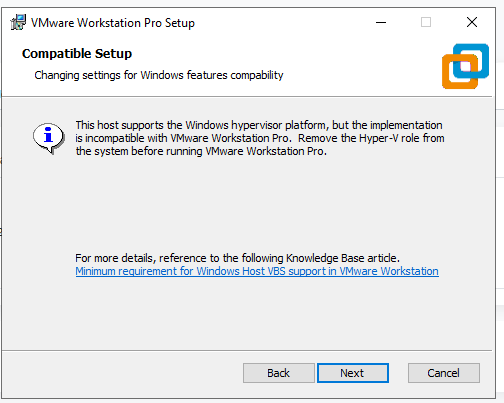 VMware Workstation Pro Setup
Compatible Setup
Changing settings for Windows features compability
This host supports the Windows hypervisor platform, but the implementation
is incompatible with VMware Workstation Pro. Remove the Hyper-V role from
the system before running VMware Workstation Pro.
For more details, reference to the following Knowledge Base article.
Minimum requirement for Windows Host VBS support in VMware Workstation
Back
Next
Cancel